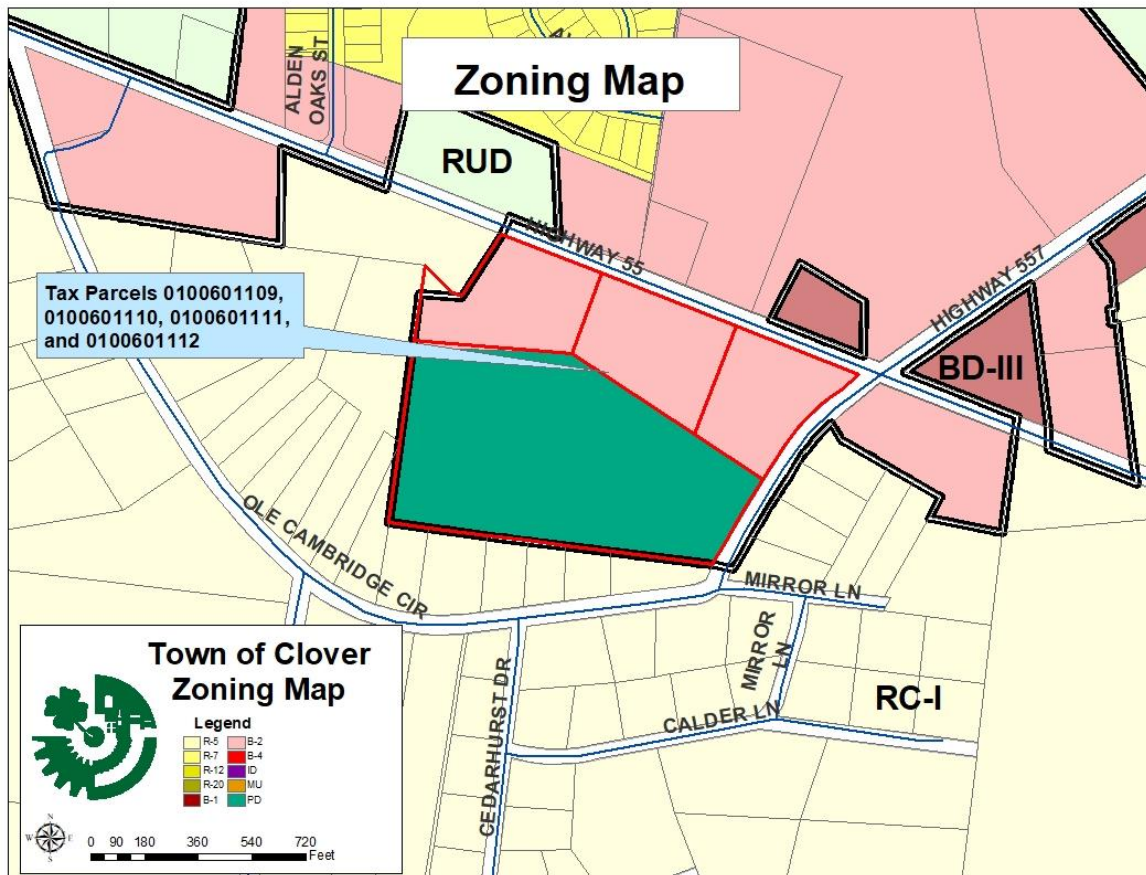 Zoning Map
ALDEN
OAKS ST
RUD
HIGHWAY 55
HIGHWAY 557
Tax Parcels 0100601109,
0100601110, 0100601111,
and 0100601112
BD-III
OLE CAMBRIDGE CIR
MIRROR LN
MIRROR
LN
RC-I
CALDER LN
CEDARHURST DR
Town of Clover
Zoning Map
Legend
R-5 B-2
R-7 B-4
R-12 ID
R-20 MU
B-1 PD
N
W E
S
0 90 180 360 540 720
Feet